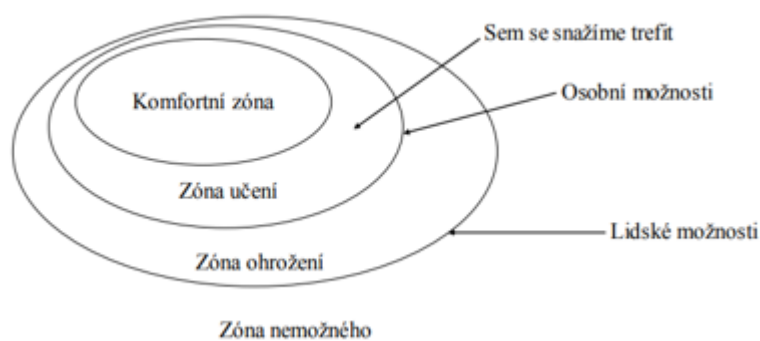 Sem se snažíme trefit
Osobní možnosti
Komfortní zóna
Zóna učení
Lidské možnosti
Zóna ohrožení
Zóna nemožného